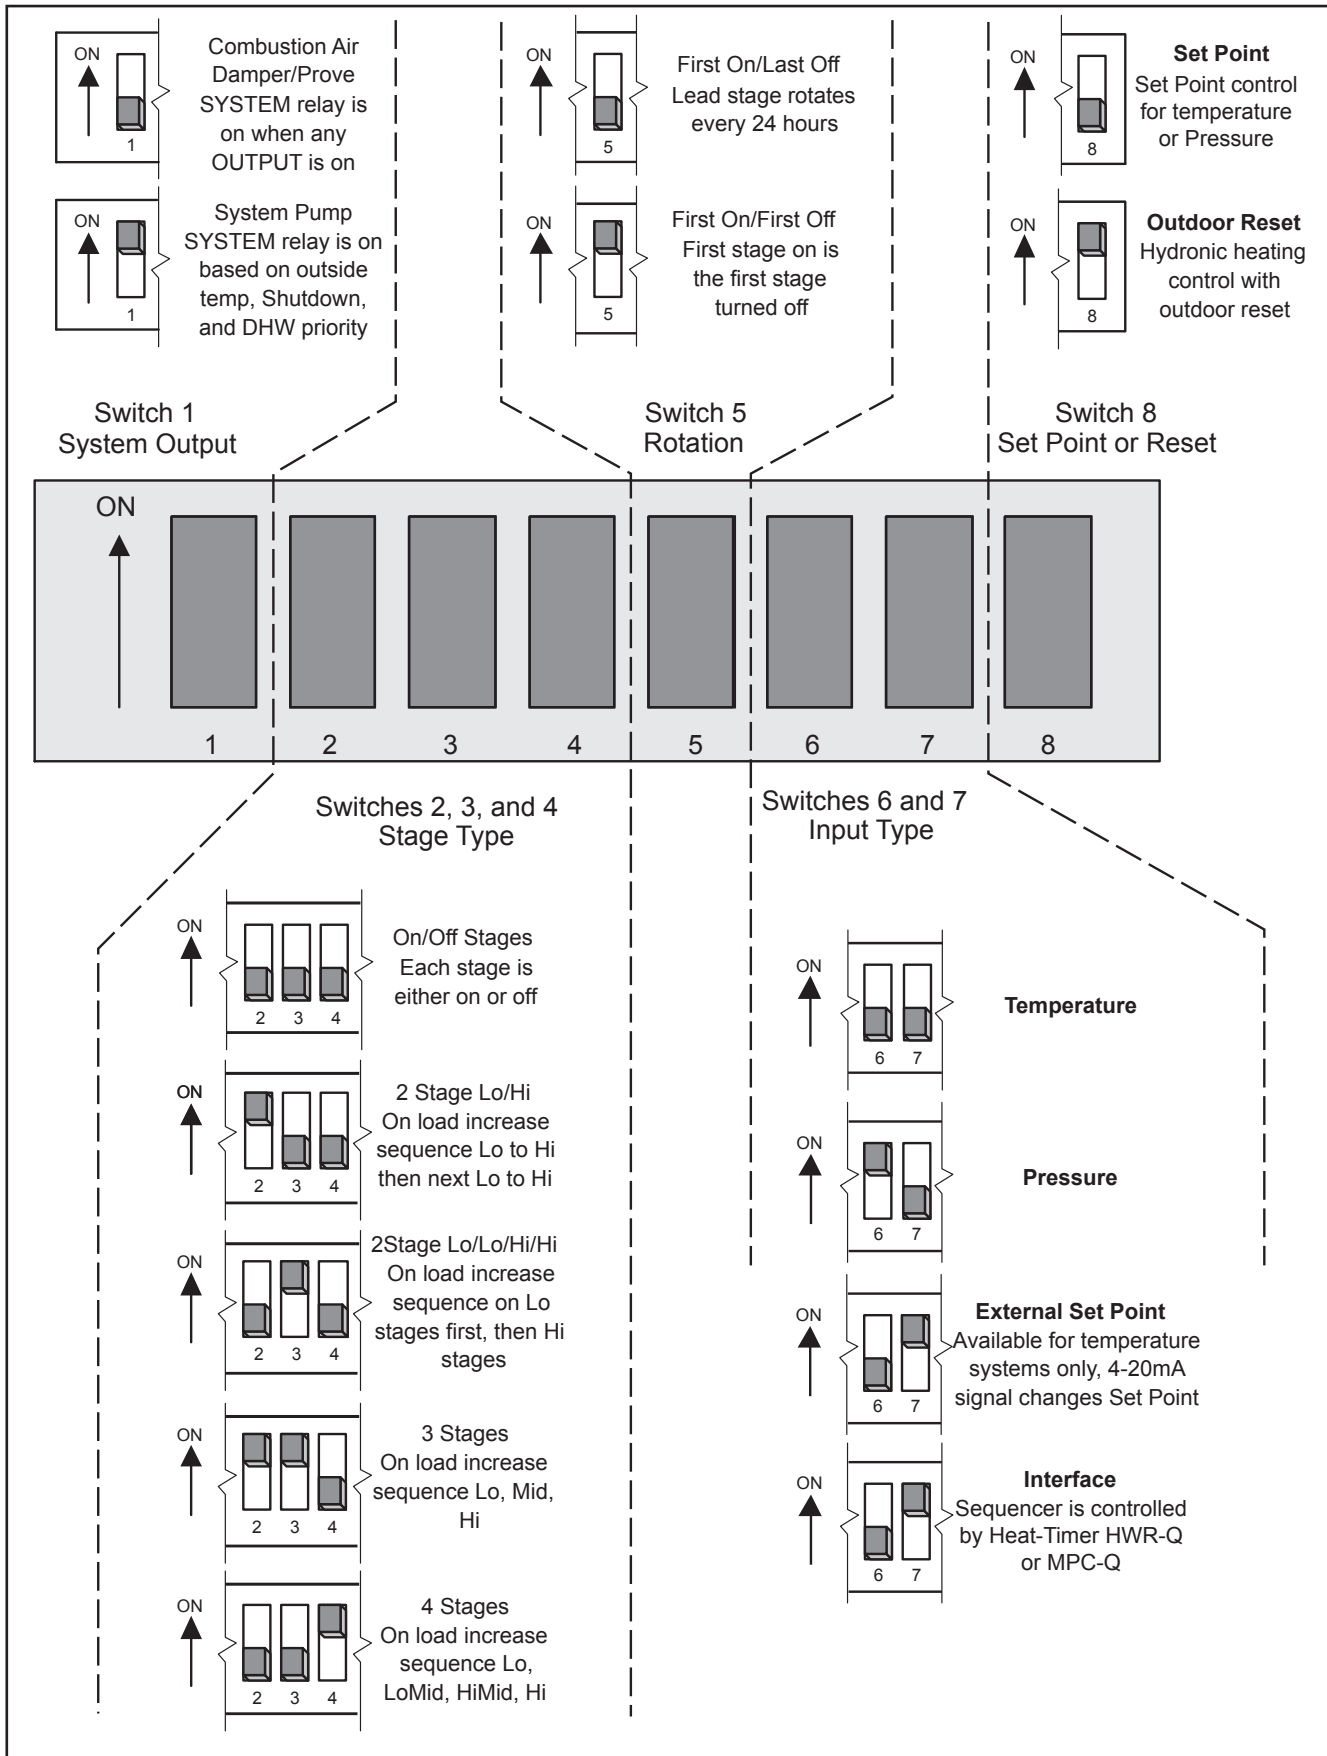 ON
1
Combustion Air
Damper/Prove
SYSTEM relay is
on when any
OUTPUT is on
ON
1
System Pump
SYSTEM relay is on
based on outside
temp, Shutdown,
and DHW priority
Switch 1
System Output
ON
5
First On/Last Off
Lead stage rotates
every 24 hours
ON
5
First On/First Off
First stage on is
the first stage
turned off
Switch 5
Rotation
ON
8
Set Point
Set Point control
for temperature
or Pressure
ON
8
Outdoor Reset
Hydronic heating
control with
outdoor reset
Switch 8
Set Point or Reset
ON
1 2 3 4 5 6 7 8
Switches 2, 3, and 4
Stage Type
ON
2 3 4
On/Off Stages
Each stage is
either on or off
ON
2 3 4
2 Stage Lo/Hi
On load increase
sequence Lo to Hi
then next Lo to Hi
ON
2 3 4
2Stage Lo/Lo/Hi/Hi
On load increase
sequence on Lo
stages first, then Hi
stages
ON
2 3 4
3 Stages
On load increase
sequence Lo, Mid,
Hi
ON
2 3 4
4 Stages
On load increase
sequence Lo,
LoMid, HiMid, Hi
Switches 6 and 7
Input Type
ON
6 7
Temperature
ON
6 7
Pressure
ON
6 7
External Set Point
Available for temperature
systems only, 4-20mA
signal changes Set Point
ON
6 7
Interface
Sequencer is controlled
by Heat-Timer HWR-Q
or MPC-Q